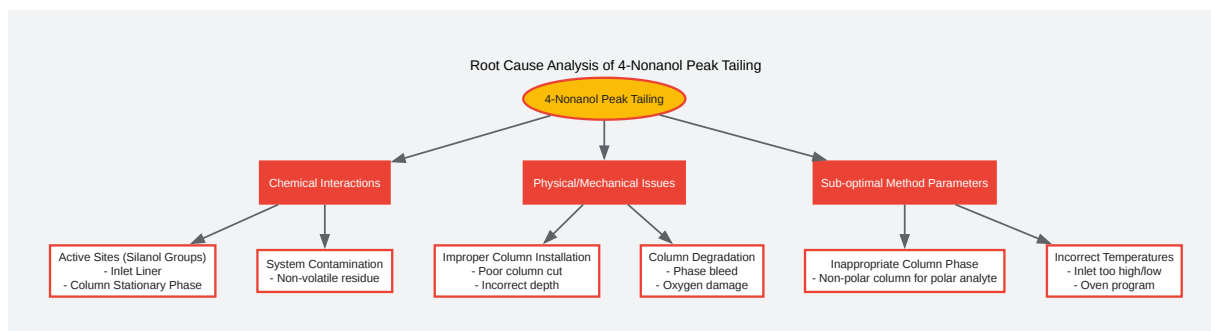 Root Cause Analysis of 4-Nonanol Peak Tailing
4-Nonanol Peak Tailing
Chemical Interactions
Physical/Mechanical Issues
Sub-optimal Method Parameters
Active Sites (Silanol Groups)
- Inlet Liner
- Column Stationary Phase
System Contamination
- Non-volatile residue
Improper Column Installation
- Poor column cut
- Incorrect depth
Column Degradation
- Phase bleed
- Oxygen damage
Inappropriate Column Phase
- Non-polar column for polar analyte
Incorrect Temperatures
- Inlet too high/low
- Oven program